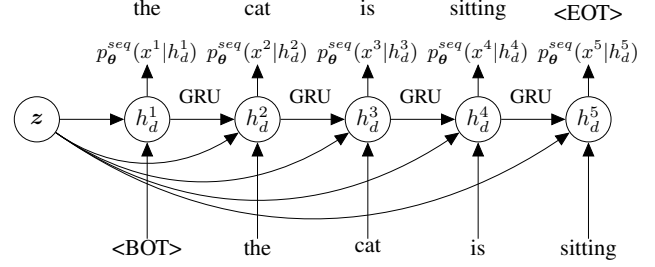 the cat is sitting <EOT>
p_θ^{seq}(x^1|h_d^1) p_θ^{seq}(x^2|h_d^2) p_θ^{seq}(x^3|h_d^3) p_θ^{seq}(x^4|h_d^4) p_θ^{seq}(x^5|h_d^5)
GRU GRU GRU GRU
z h_d^1 h_d^2 h_d^3 h_d^4 h_d^5
<BOT> the cat is sitting